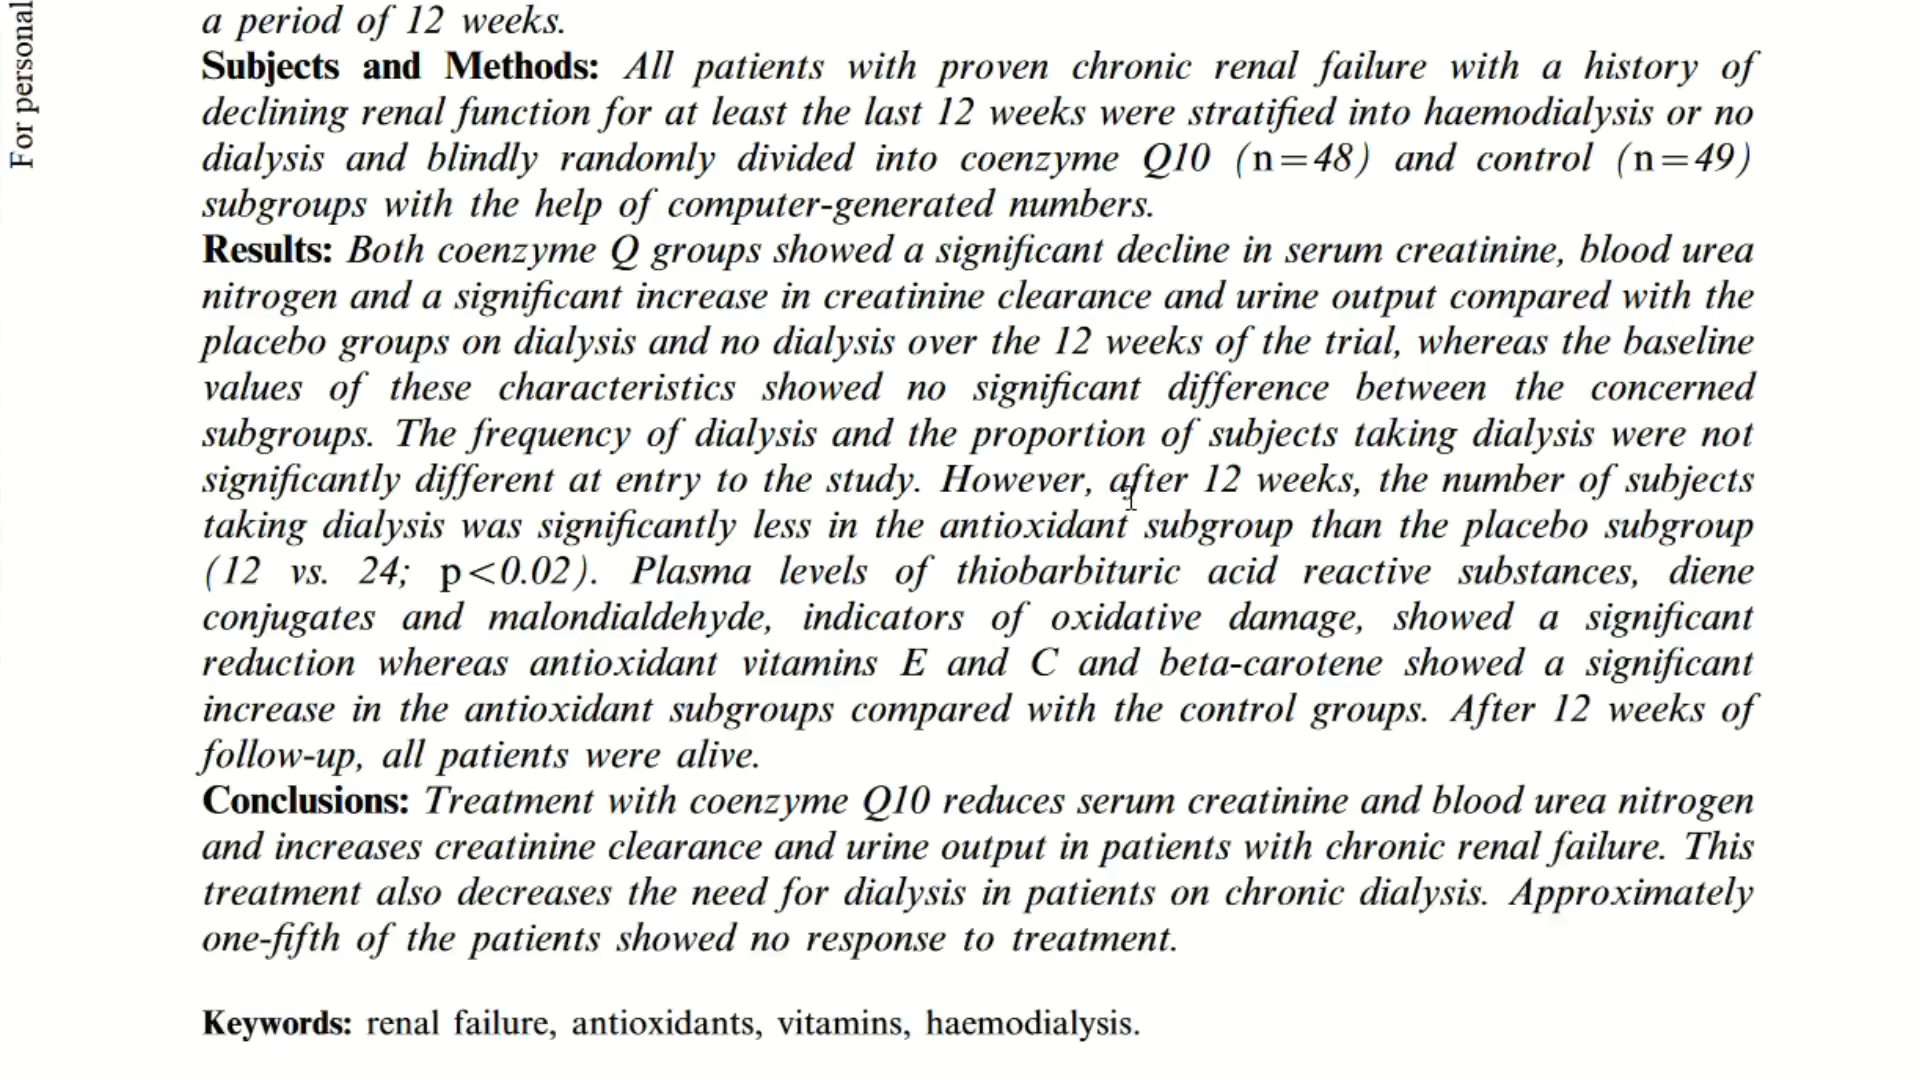 For personal
a period of 12 weeks.
Subjects and Methods: All patients with proven chronic renal failure with a history of
declining renal function for at least the last 12 weeks were stratified into haemodialysis or no
dialysis and blindly randomly divided into coenzyme Q10 (n=48) and control (n=49)
subgroups with the help of computer-generated numbers.
Results: Both coenzyme Q groups showed a significant decline in serum creatinine, blood urea
nitrogen and a significant increase in creatinine clearance and urine output compared with the
placebo groups on dialysis and no dialysis over the 12 weeks of the trial, whereas the baseline
values of these characteristics showed no significant difference between the concerned
subgroups. The frequency of dialysis and the proportion of subjects taking dialysis were not
significantly different at entry to the study. However, after 12 weeks, the number of subjects
taking dialysis was significantly less in the antioxidant subgroup than the placebo subgroup
(12 vs. 24; p<0.02). Plasma levels of thiobarbituric acid reactive substances, diene
conjugates and malondialdehyde, indicators of oxidative damage, showed a significant
reduction whereas antioxidant vitamins E and C and beta-carotene showed a significant
increase in the antioxidant subgroups compared with the control groups. After 12 weeks of
follow-up, all patients were alive.
Conclusions: Treatment with coenzyme Q10 reduces serum creatinine and blood urea nitrogen
and increases creatinine clearance and urine output in patients with chronic renal failure. This
treatment also decreases the need for dialysis in patients on chronic dialysis. Approximately
one-fifth of the patients showed no response to treatment.
Keywords: renal failure, antioxidants, vitamins, haemodialysis.